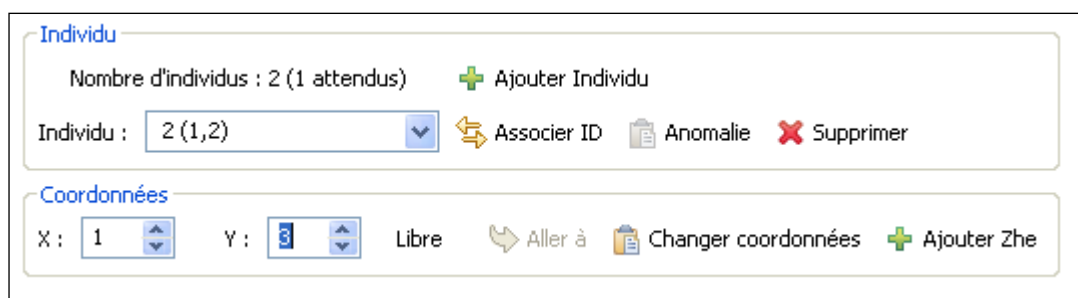 Individu
Nombre d'individus : 2 (1 attendus) Ajouter Individu
Individu : 2 (1,2) Associer ID Anomalie Supprimer
Coordonnées
X : 1 Y : 3 Libre Aller à Changer coordonnées Ajouter Zhe